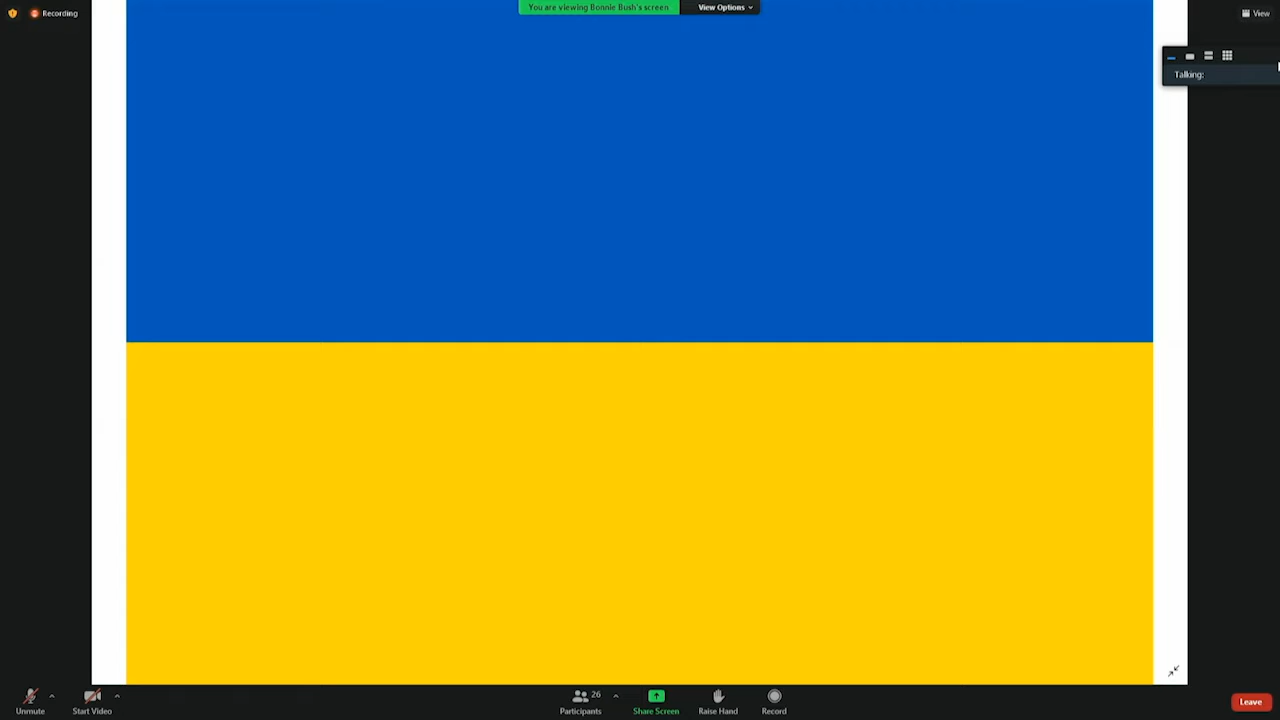 Recording
You are viewing Bonnie Bush's screen
View Options
View
Talking:
Unmute
Start Video
26
Participants
Share Screen
Raise Hand
Record
Leave